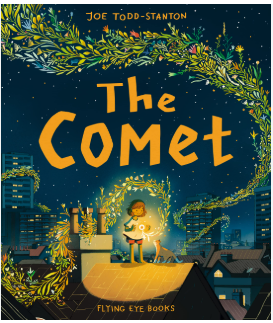 JOE TODD-STANTON
The
COMET
FLYING EYE BOOKS